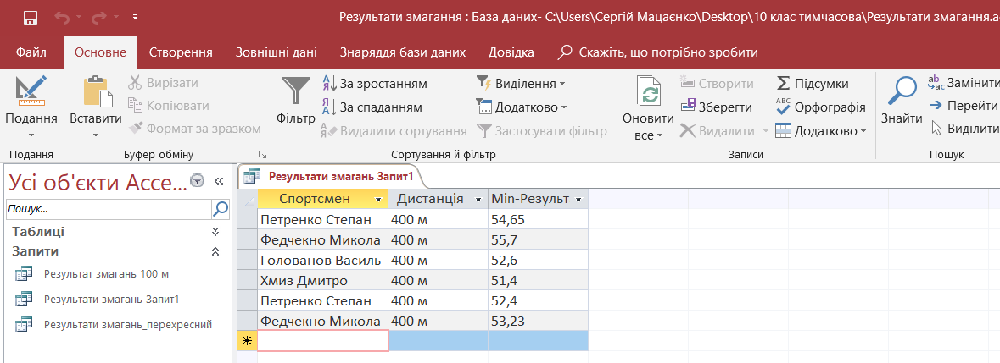 Результати змагання : База даних- C:\Users\Сергій Мацаєнко\Desktop\10 клас тимчасова\Результати змагання.a
Файл Основне Створення Зовнішні дані Знаряддя бази даних Довідка Скажіть, що потрібно зробити
Подання
Вставити
Вирізати
Копіювати
Формат за зразком
Буфер обміну
Фільтр
За зростанням
За спаданням
Видалити сортування
Виділення
Додатково
Застосувати фільтр
Сортування й фільтр
Оновити все
Створити
Зберегти
Видалити
Підсумки
Орфографія
Додатково
Записи
Знайти
Замінити
Перейти
Виділити
Пошук
Подання
Усі об'єкти Acce...
Пошук...
Таблиці
Запити
Результат змагань 100 м
Результати змагань Запит1
Результати змагань_перехресний
Результати змагань Запит1
Спортсмен Дистанція Min-Результ
Петренко Степан 400 м 54,65
Федчекно Микола 400 м 55,7
Голованов Василь 400 м 52,6
Хмиз Дмитро 400 м 51,4
Петренко Степан 400 м 52,4
Федчекно Микола 400 м 53,23